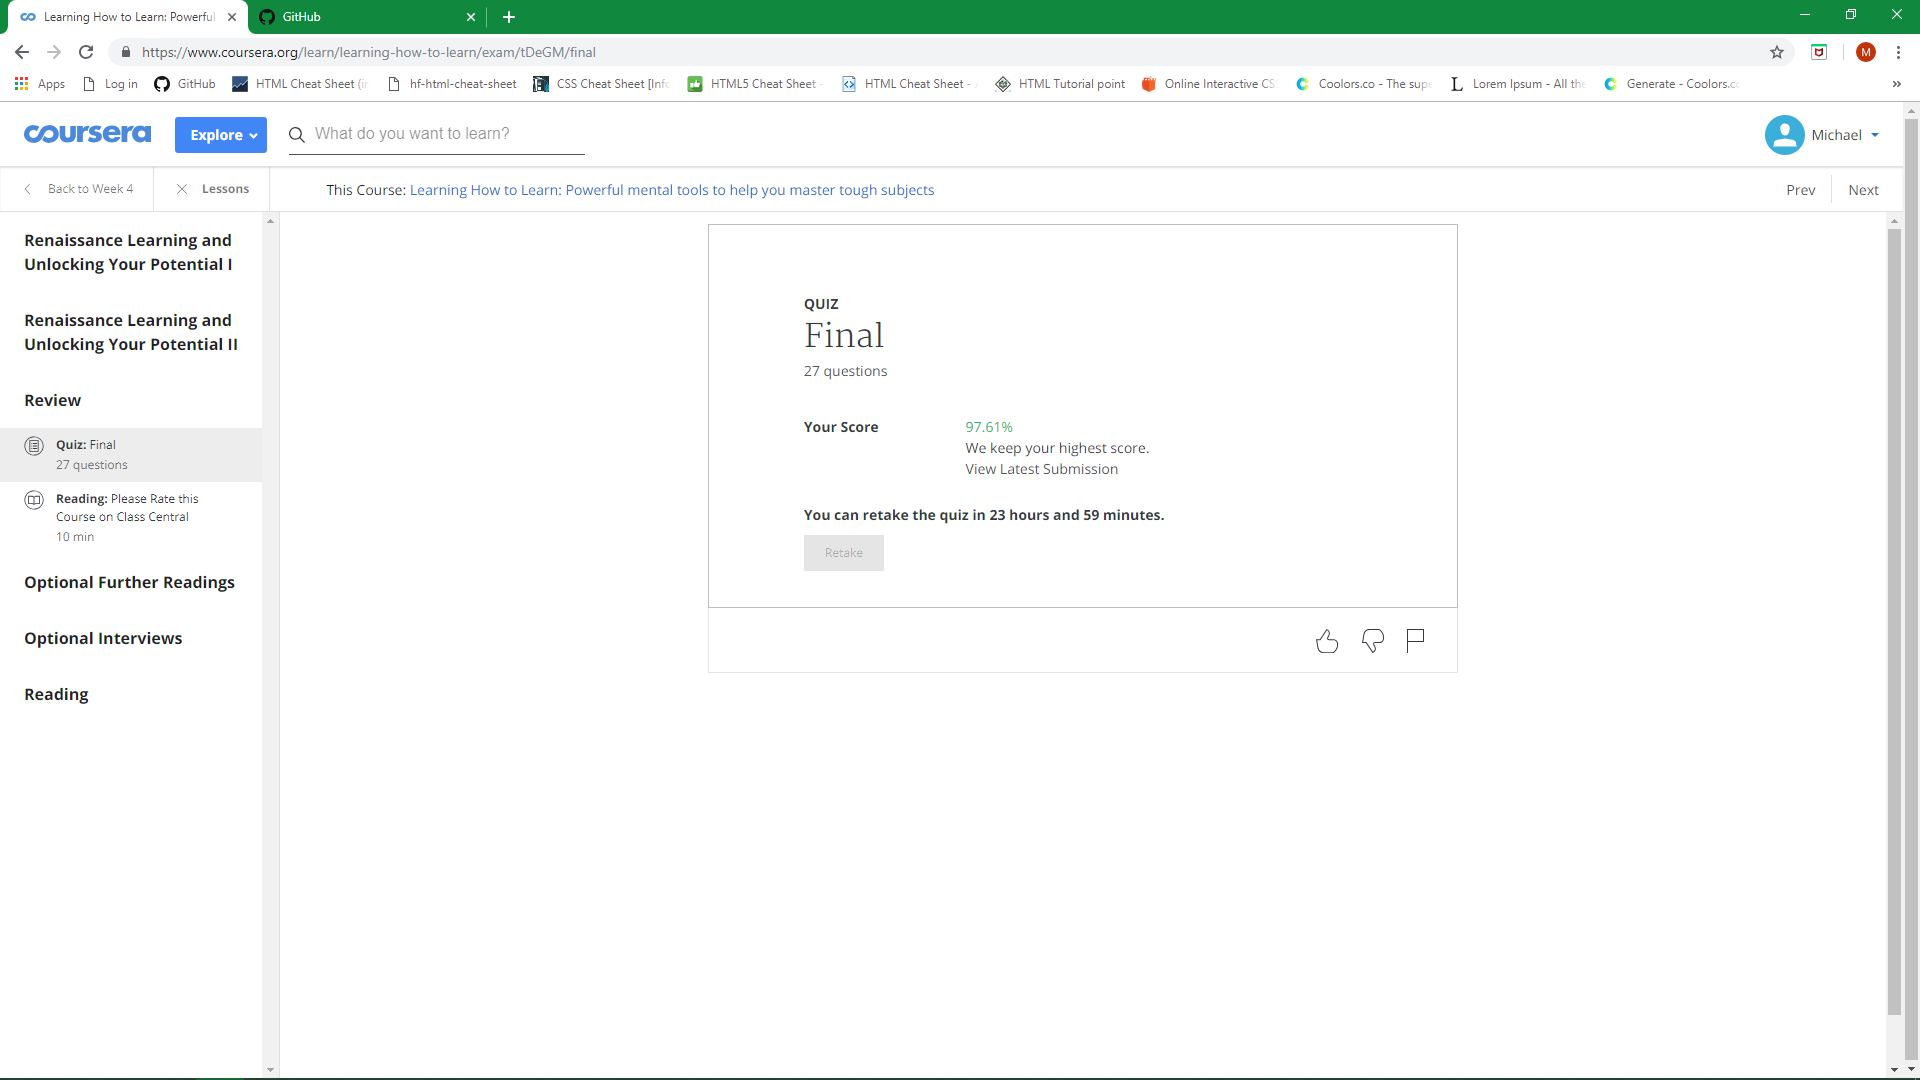 Learning How to Learn: Powerful
GitHub
https://www.coursera.org/learn/learning-how-to-learn/exam/tDeGM/final
M
Apps
Log in
GitHub
HTML Cheat Sheet (in
hf-html-cheat-sheet
CSS Cheat Sheet [Info
HTML5 Cheat Sheet -
HTML Cheat Sheet - A
HTML Tutorial point
Online Interactive CSS
Coolors.co - The supe
Lorem Ipsum - All the
Generate - Coolors.co
»
coursera
Explore
What do you want to learn?
Michael
Back to Week 4
Lessons
This Course: Learning How to Learn: Powerful mental tools to help you master tough subjects
Prev
Next
Renaissance Learning and
Unlocking Your Potential I
Renaissance Learning and
Unlocking Your Potential II
Review
Quiz: Final
27 questions
Reading: Please Rate this
Course on Class Central
10 min
Optional Further Readings
Optional Interviews
Reading
QUIZ
Final
27 questions
Your Score
97.61%
We keep your highest score.
View Latest Submission
You can retake the quiz in 23 hours and 59 minutes.
Retake